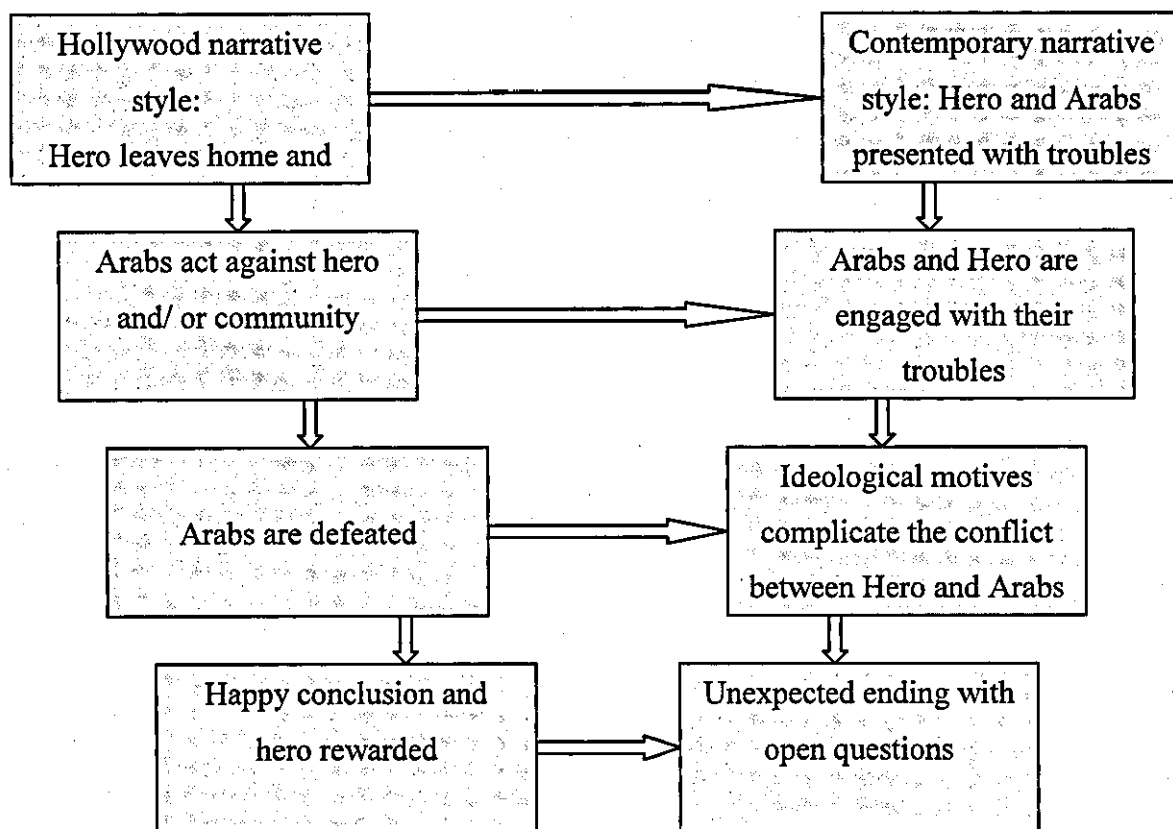 Hollywood narrative
style:
Hero leaves home and
Contemporary narrative
style: Hero and Arabs
presented with troubles
Arabs act against hero
and/ or community
Arabs and Hero are
engaged with their
troubles
Arabs are defeated
Ideological motives
complicate the conflict
between Hero and Arabs
Happy conclusion and
hero rewarded
Unexpected ending with
open questions